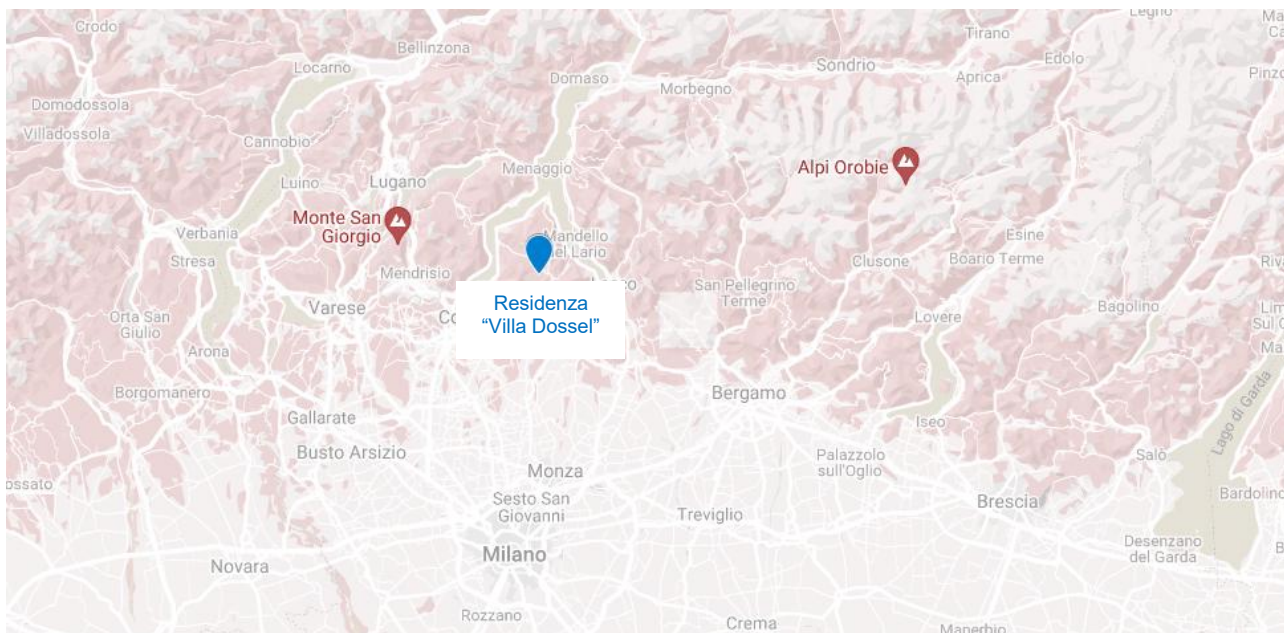 Crodo
Legno
Bellinzona
Tirano
Locarno
Sondrio
Edolo
Domaso
Aprica
Morbegno
Domodossola
Villadossola
Cannobio
Menaggio
Alpi Orobie
Luino
Lugano
Monte San
Giorgio
Verbania
Mandello
del Lario
Esine
Stresa
Mendrisio
Clusone
Boario Terme
San Pellegrino
Terme
Residenza
“Villa Dossel”
Varese
Bagolino
Orta San
Giulio
Lovere
Arona
Borgomanero
Bergamo
Lago di Garda
Gallarate
Iseo
Busto Arsizio
Monza
Palazzolo
sull'Oglio
Salò
Sesto San
Giovanni
Brescia
Bardolino
Treviglio
Milano
Desenzano
del Garda
Novara
Rozzano
Crema
Manerbio